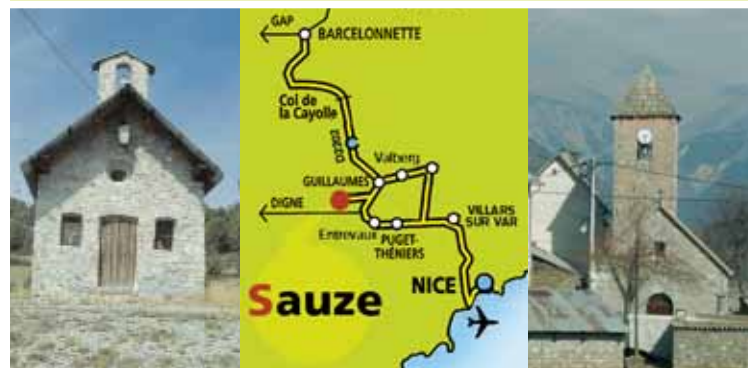 GAP
BARCELONNETTE
Col de
la Cayolle
Valberg
GUILLAUMES
DIGNE
VILLARS
SUR VAR
Entrevaux
PUGET-
THÉNIERS
NICE
Sauze